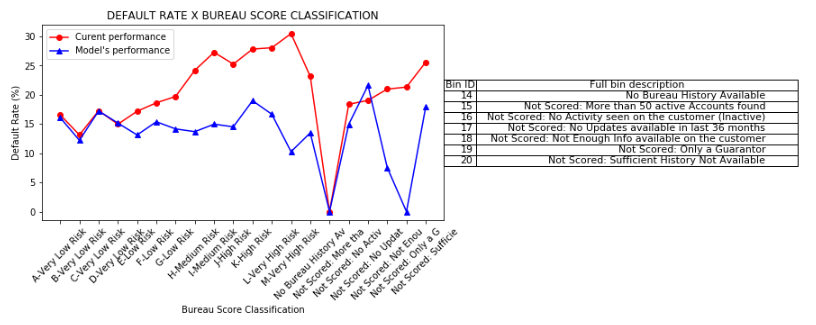 DEFAULT RATE X BUREAU SCORE CLASSIFICATION
Curent performance
Model's performance
Default Rate (%)
30
25
20
15
10
5
0
A-Very Low Risk
B-Very Low Risk
C-Very Low Risk
D-Very Low Risk
E-Low Risk
F-Low Risk
G-Low Risk
H-Medium Risk
I-Medium Risk
J-High Risk
K-High Risk
L-Very High Risk
M-Very High Risk
No Bureau History Av
Not Scored: More tha
Not Scored: No Activ
Not Scored: No Updat
Not Scored: Not Enou
Not Scored: Only a G
Not Scored: Sufficie
Bureau Score Classification
Bin ID Full bin description
14 No Bureau History Available
15 Not Scored: More than 50 active Accounts found
16 Not Scored: No Activity seen on the customer (Inactive)
17 Not Scored: No Updates available in last 36 months
18 Not Scored: Not Enough Info available on the customer
19 Not Scored: Only a Guarantor
20 Not Scored: Sufficient History Not Available